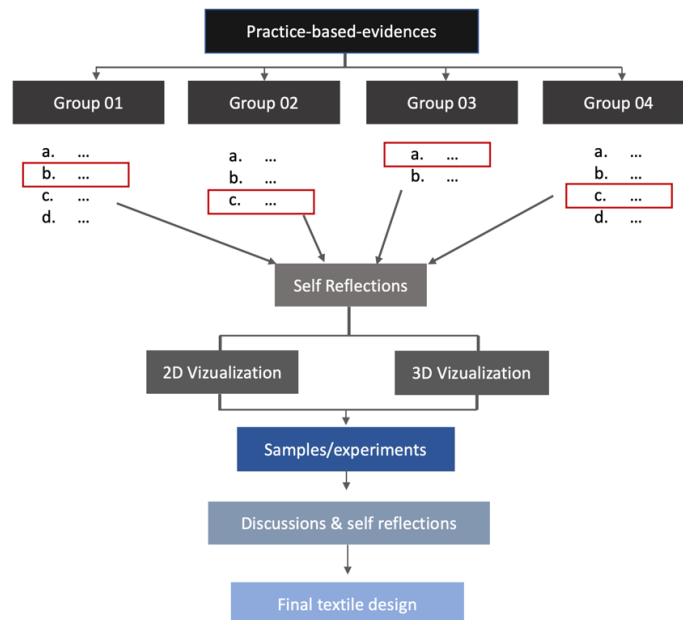 Practice-based-evidences
Group 01
Group 02
Group 03
Group 04
a. ...
b. ...
c. ...
d. ...
a. ...
b. ...
c. ...
a. ...
b. ...
a. ...
b. ...
c. ...
d. ...
Self Reflections
2D Vizualization
3D Vizualization
Samples/experiments
Discussions & self reflections
Final textile design